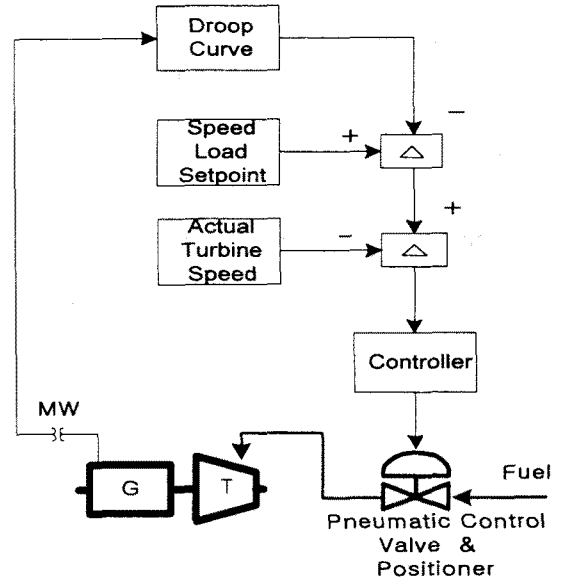 Droop
Curve
−
Speed
Load
Setpoint
+
△
+
Actual
Turbine
Speed
−
△
Controller
MW
G
T
Fuel
Pneumatic Control
Valve &
Positioner